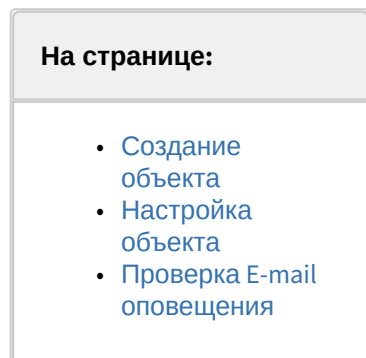 На странице:
• Создание
объекта
• Настройка
объекта
• Проверка E-mail
оповещения